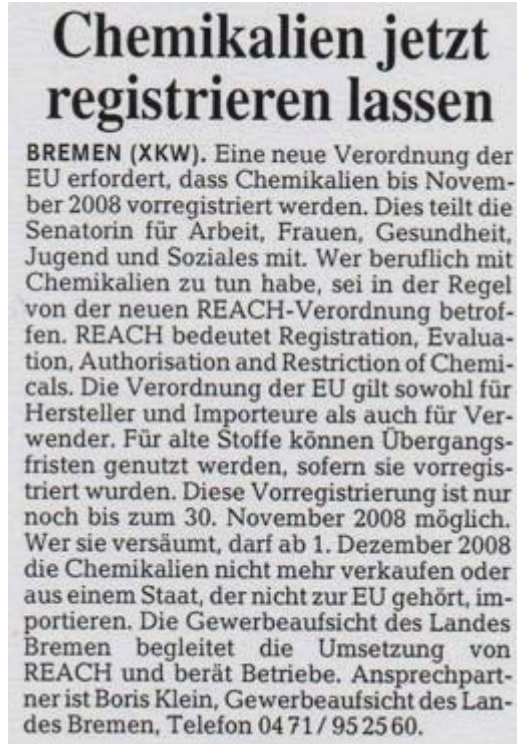 Chemikalien jetzt
registrieren lassen
BREMEN (XKW). Eine neue Verordnung der
EU erfordert, dass Chemikalien bis Novem-
ber 2008 vorregistriert werden. Dies teilt die
Senatorin für Arbeit, Frauen, Gesundheit,
Jugend und Soziales mit. Wer beruflich mit
Chemikalien zu tun habe, sei in der Regel
von der neuen REACH-Verordnung betrof-
fen. REACH bedeutet Registration, Evalua-
tion, Authorisation and Restriction of Chemi-
cals. Die Verordnung der EU gilt sowohl für
Hersteller und Importeure als auch für Ver-
wender. Für alte Stoffe können Übergangs-
fristen genutzt werden, sofern sie vorregis-
triert wurden. Diese Vorregistrierung ist nur
noch bis zum 30. November 2008 möglich.
Wer sie versäumt, darf ab 1. Dezember 2008
die Chemikalien nicht mehr verkaufen oder
aus einem Staat, der nicht zur EU gehört, im-
portieren. Die Gewerbeaufsicht des Landes
Bremen begleitet die Umsetzung von
REACH und berät Betriebe. Ansprechpart-
ner ist Boris Klein, Gewerbeaufsicht des Lan-
des Bremen, Telefon 04 71 / 9 52 5 60.